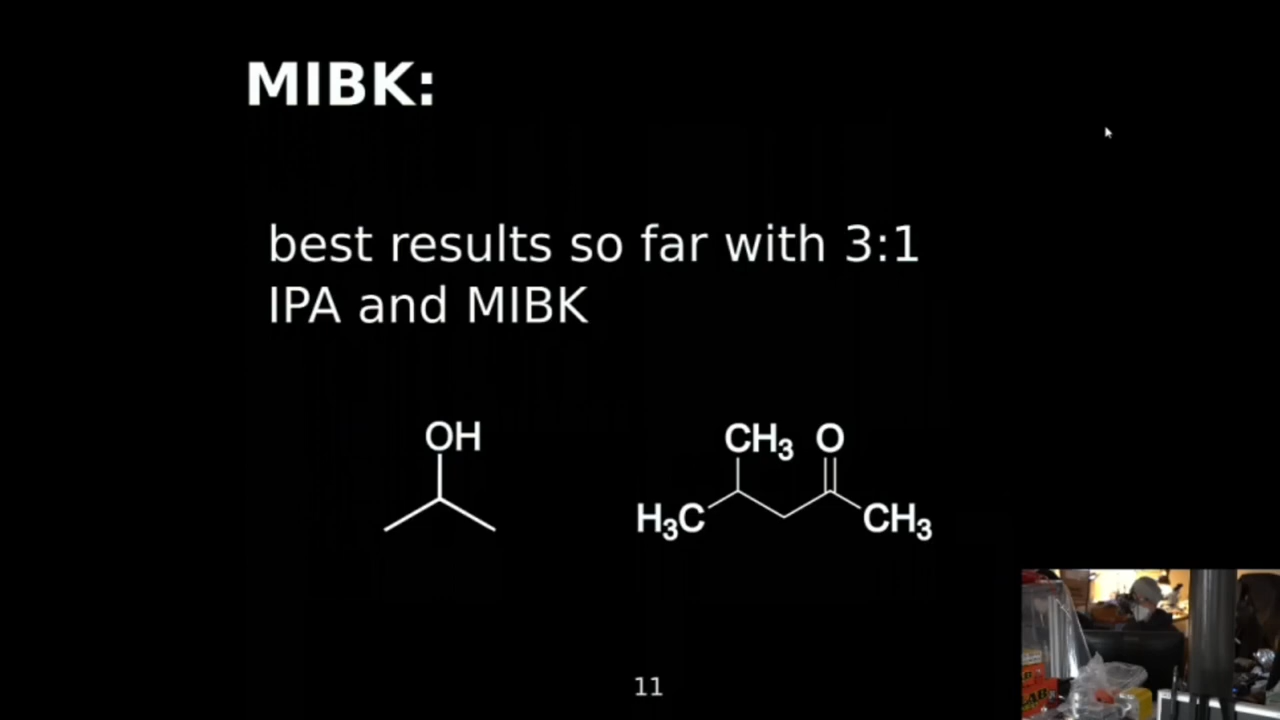 MIBK:
best results so far with 3:1
IPA and MIBK
OH
CH3 O
H3C CH3
11